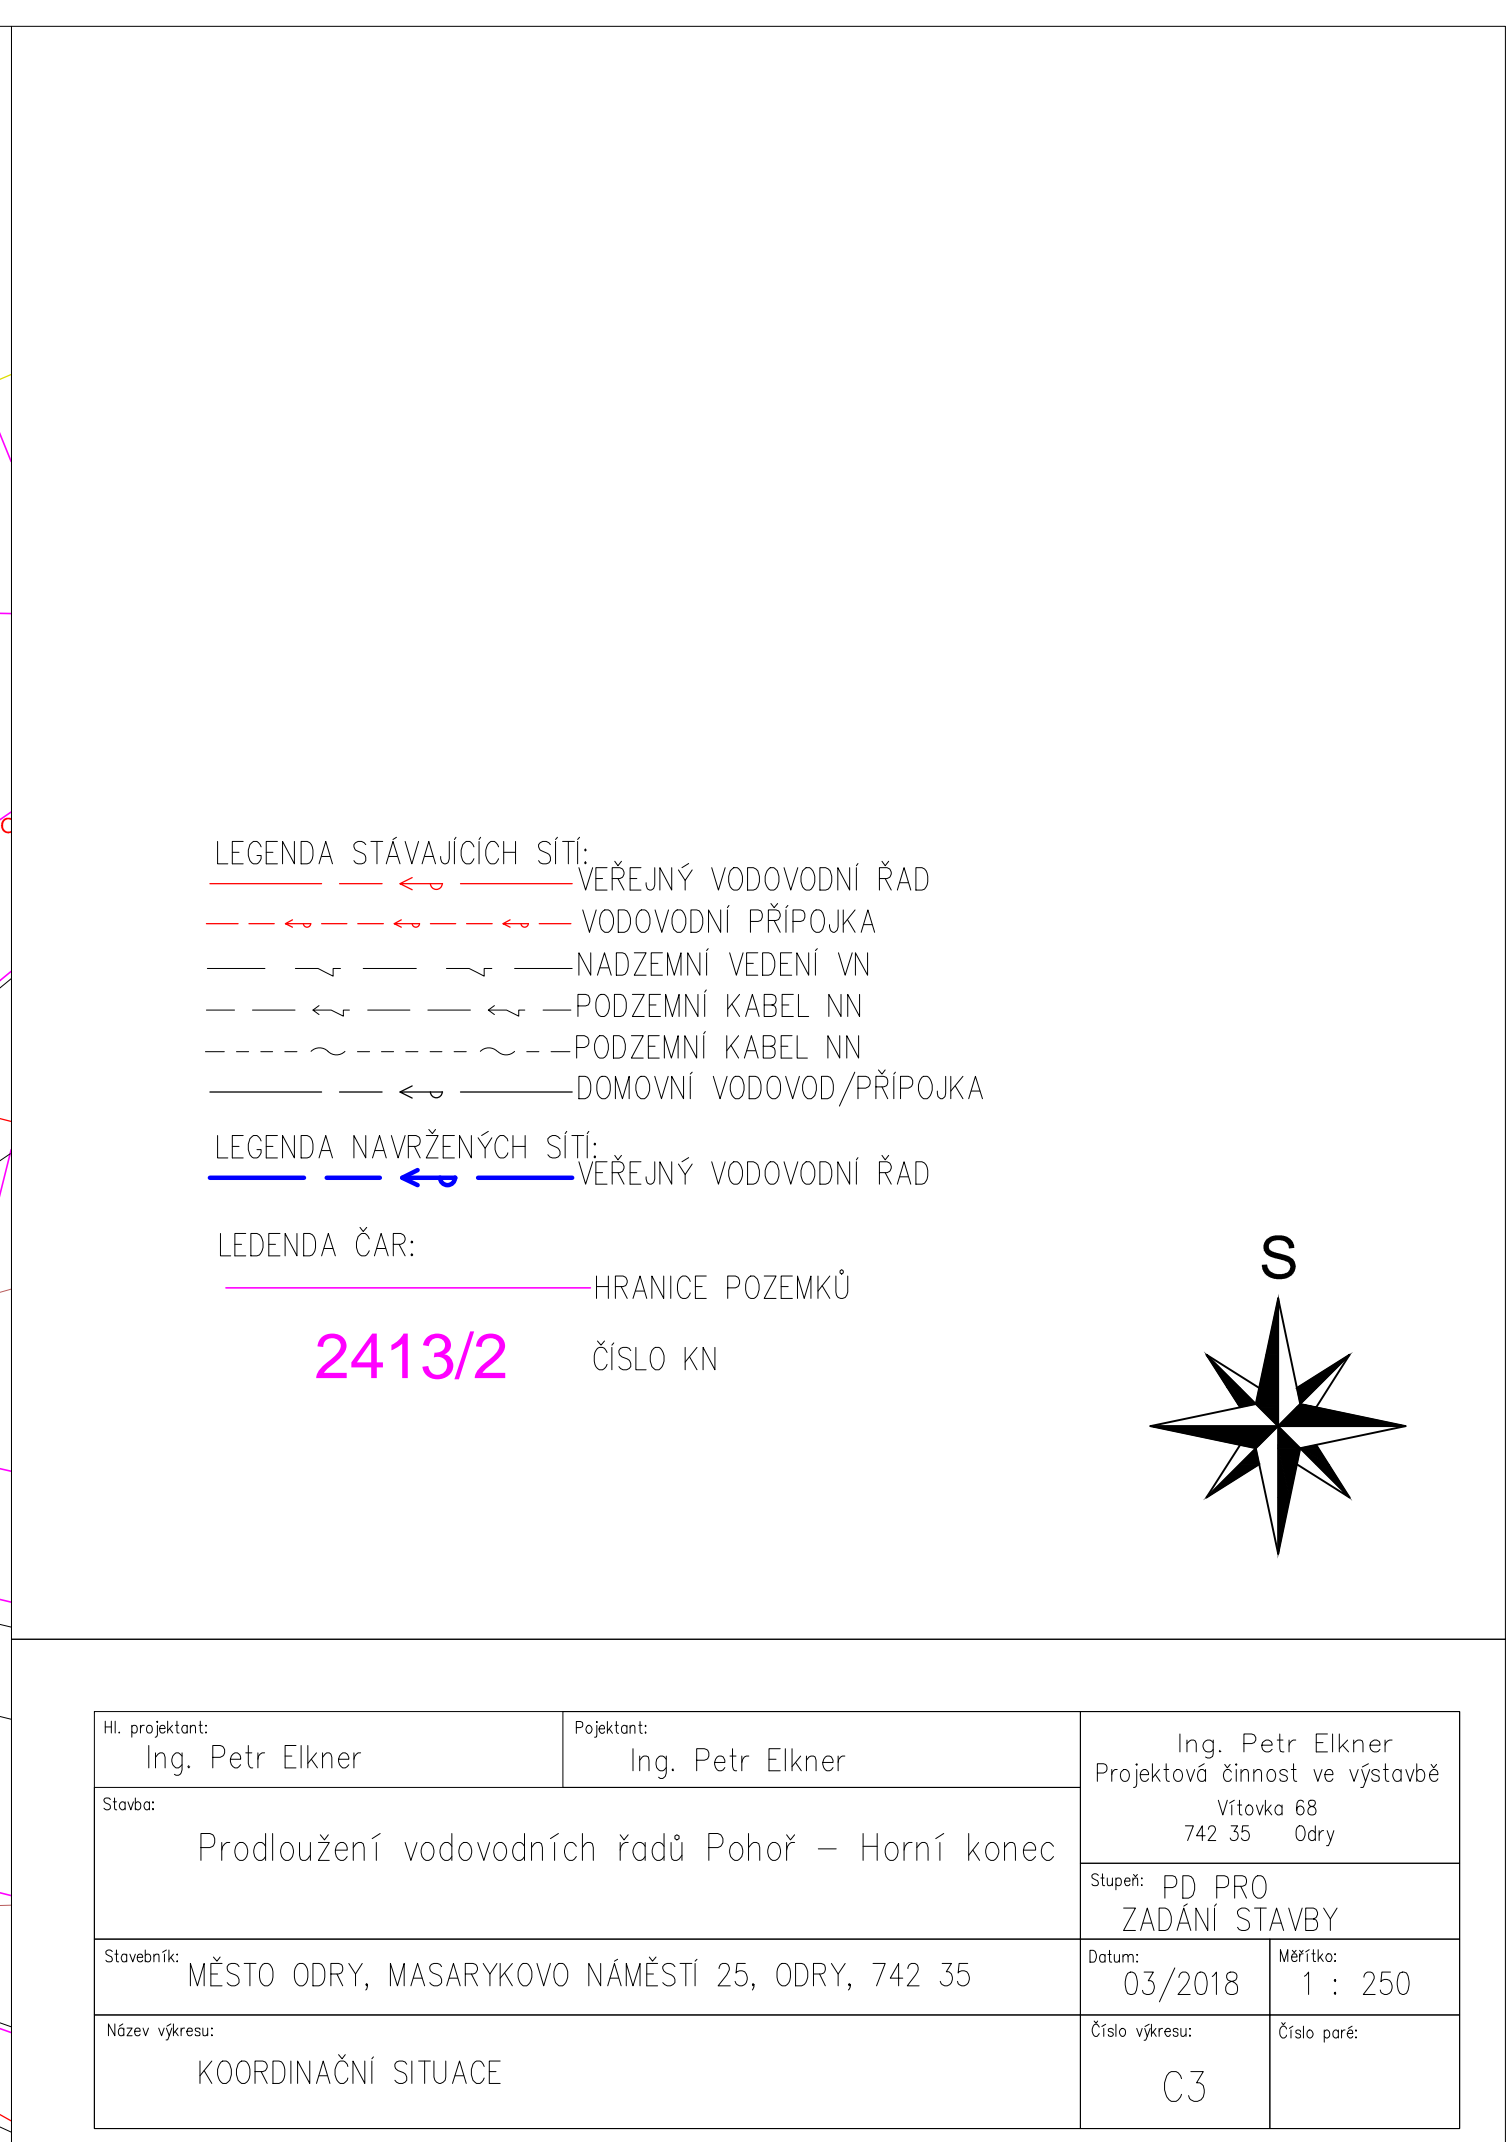 LEGENDA STÁVAJÍCÍCH SÍTÍ:
VEŘEJNÝ VODOVODNÍ ŘAD
VODOVODNÍ PŘÍPOJKA
NADZEMNÍ VEDENÍ VN
PODZEMNÍ KABEL NN
PODZEMNÍ KABEL NN
DOMOVNÍ VODOVOD/PŘÍPOJKA
LEGENDA NAVRŽENÝCH SÍTÍ:
VEŘEJNÝ VODOVODNÍ ŘAD
LEDENDA ČAR:
HRANICE POZEMKŮ
2413/2 ČÍSLO KN
S
Hl. projektant:
Ing. Petr Elkner
Pojektant:
Ing. Petr Elkner
Ing. Petr Elkner
Projektová činnost ve výstavbě
Vítovka 68
742 35 Odry
Stavba:
Prodloužení vodovodních řadů Pohoř – Horní konec
Stupeň: PD PRO
ZADÁNÍ STAVBY
Stavebník: MĚSTO ODRY, MASARYKOVO NÁMĚSTÍ 25, ODRY, 742 35
Datum:
03/2018
Měřítko:
1 : 250
Název výkresu:
KOORDINAČNÍ SITUACE
Číslo výkresu:
C3
Číslo paré: